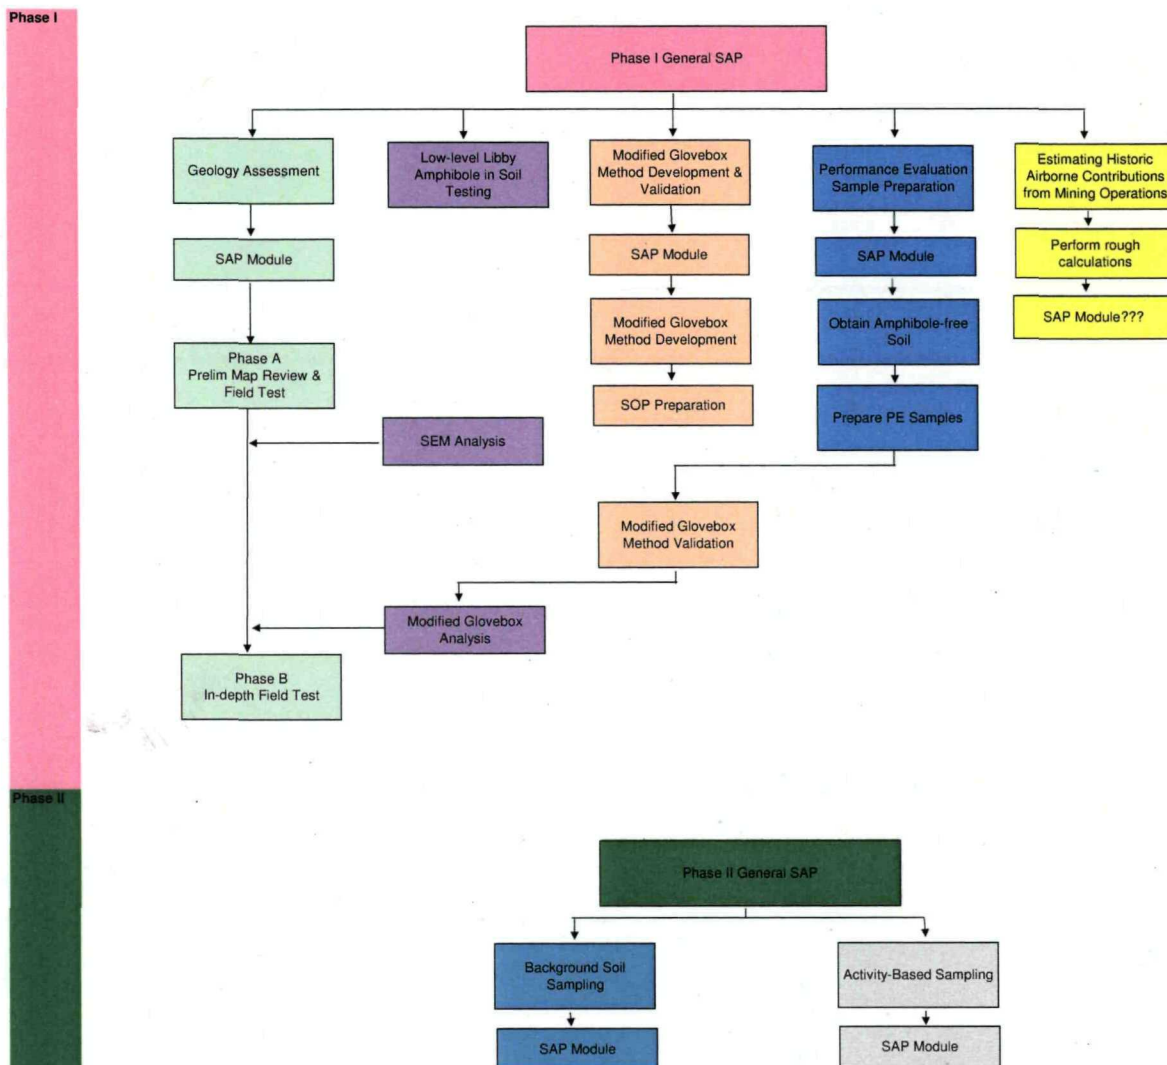 Phase I
Phase I General SAP
Geology Assessment
Low-level Libby
Amphibole in Soil
Testing
Modified Glovebox
Method Development &
Validation
Performance Evaluation
Sample Preparation
Estimating Historic
Airborne Contributions
from Mining Operations
SAP Module
SAP Module
SAP Module
Perform rough
calculations
Phase A
Prelim Map Review &
Field Test
Modified Glovebox
Method Development
Obtain Amphibole-free
Soil
SAP Module???
SEM Analysis
SOP Preparation
Prepare PE Samples
Modified Glovebox
Method Validation
Modified Glovebox
Analysis
Phase B
In-depth Field Test
Phase II
Phase II General SAP
Background Soil
Sampling
Activity-Based Sampling
SAP Module
SAP Module